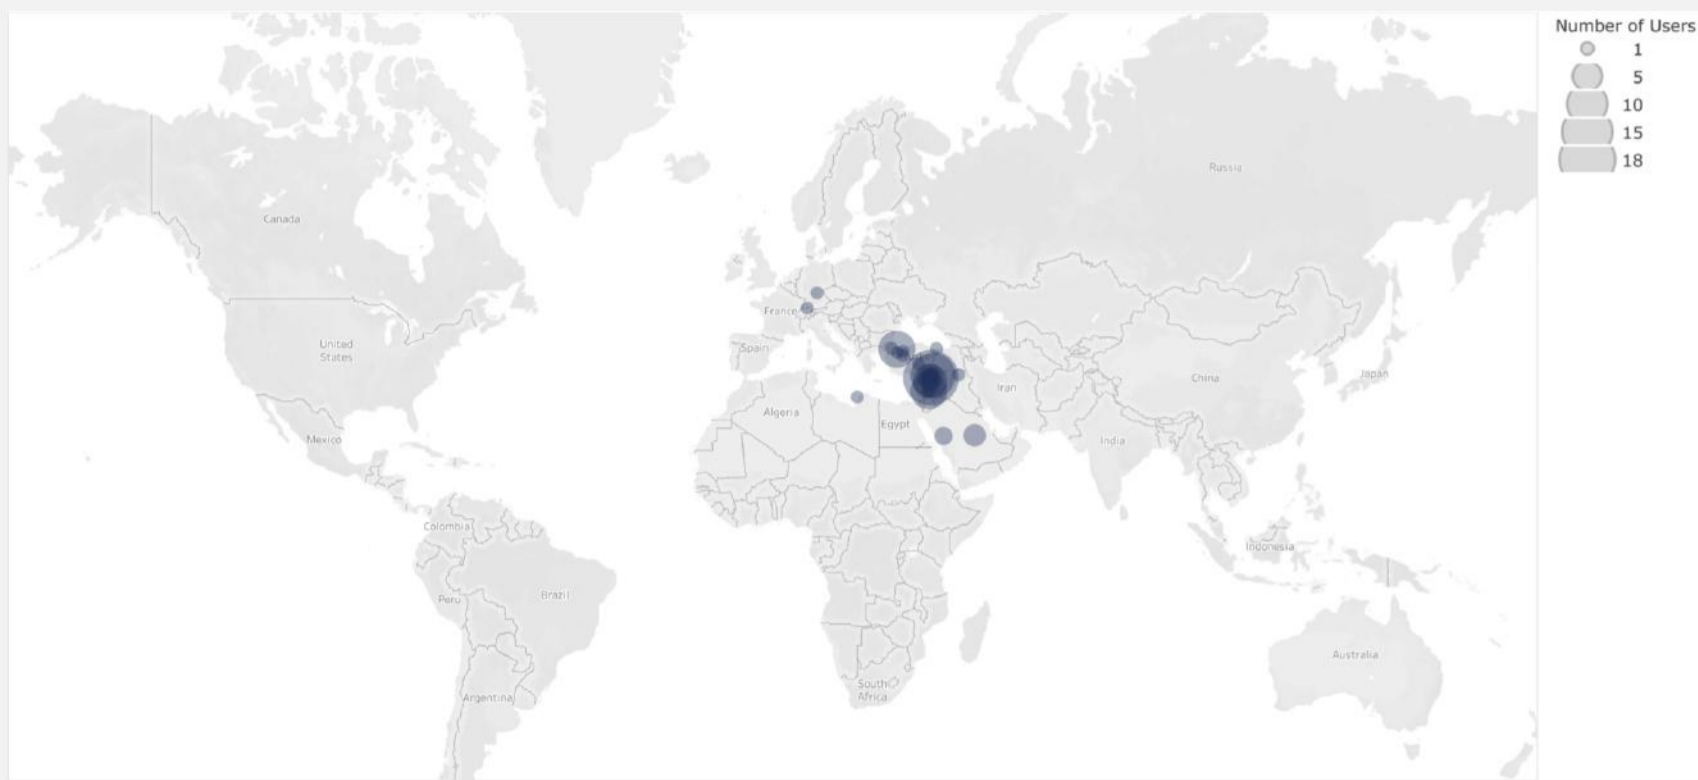 Number of Users
1
5
10
15
18
Russia
Canada
France
United
States
Spain
Japan
China
Iran
Algeria
Egypt
Mexico
India
Colombia
Indonesia
Peru
Brazil
Australia
South
Africa
Argentina